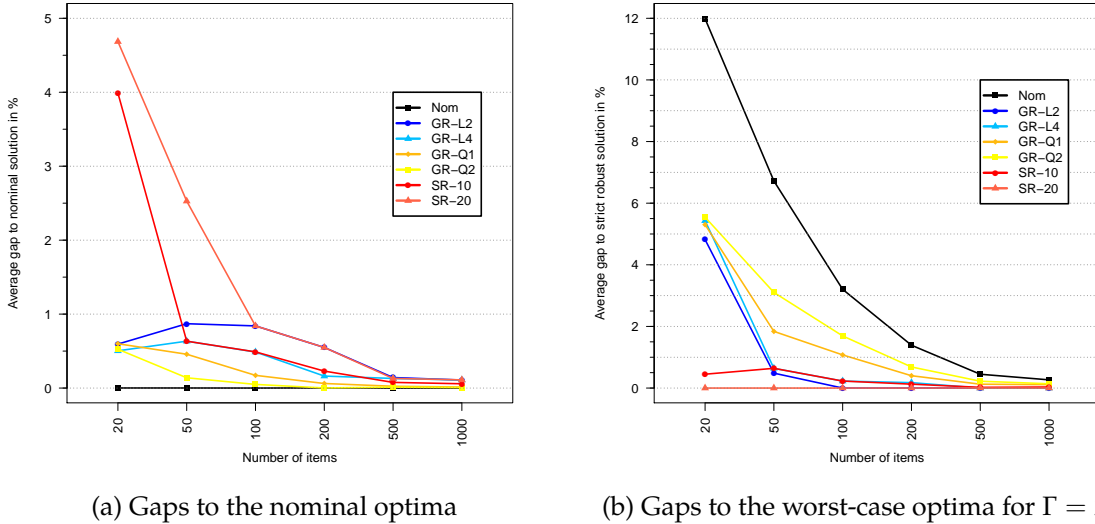 5
4
3
2
1
0
Average gap to nominal solution in %
Nom
GR−L2
GR−L4
GR−Q1
GR−Q2
SR−10
SR−20
20
50
100
200
500
1000
Number of items
(a) Gaps to the nominal optima
12
10
8
6
4
2
0
Average gap to strict robust solution in %
Nom
GR−L2
GR−L4
GR−Q1
GR−Q2
SR−10
SR−20
20
50
100
200
500
1000
Number of items
(b) Gaps to the worst-case optima for Γ =